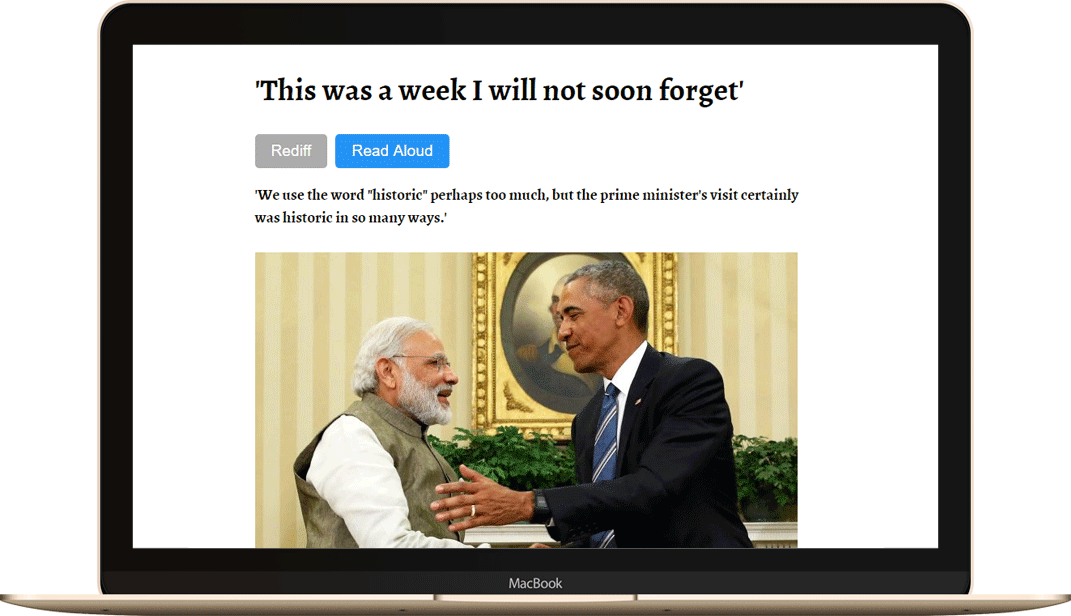 'This was a week I will not soon forget'
Rediff
Read Aloud
'We use the word "historic" perhaps too much, but the prime minister's visit certainly
was historic in so many ways.'
MacBook